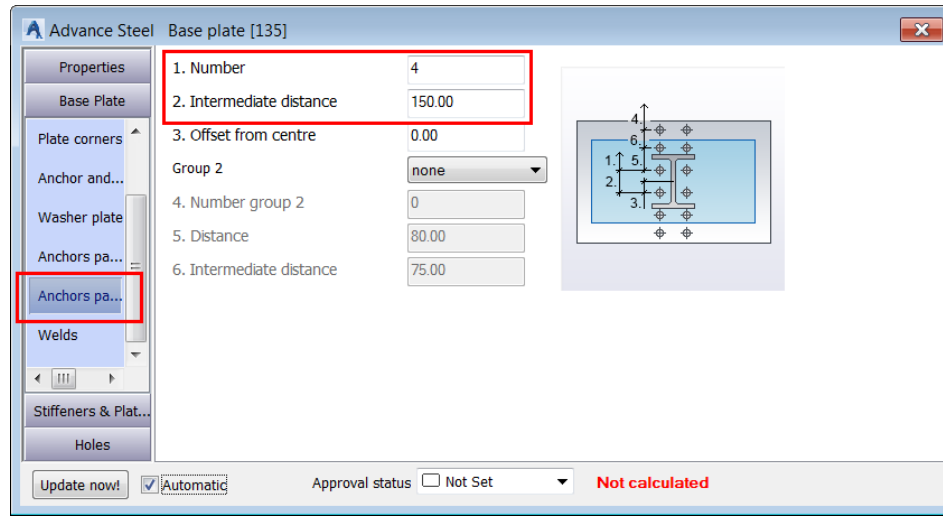 Advance Steel Base plate [135]
Properties
Base Plate
Plate corners
Anchor and...
Washer plate
Anchors pa...
Anchors pa...
Welds
Stiffeners & Plat...
Holes
1. Number 4
2. Intermediate distance 150.00
3. Offset from centre 0.00
Group 2 none
4. Number group 2 0
5. Distance 80.00
6. Intermediate distance 75.00
4.
6.
1. 5.
2.
3.
Update now! Automatic Approval status Not Set Not calculated